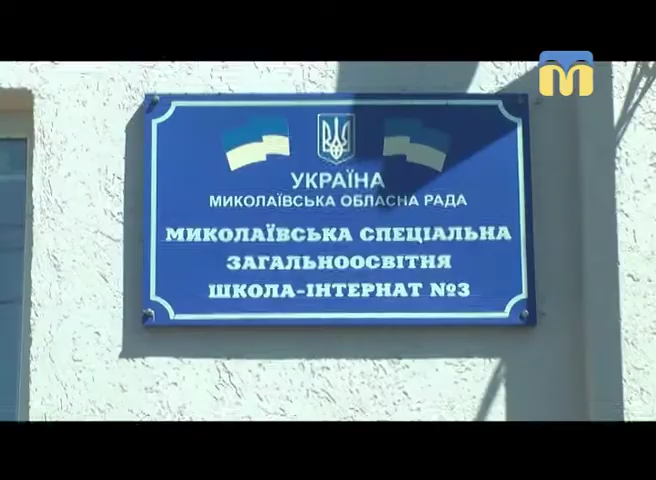 УКРАЇНА
МИКОЛАЇВСЬКА ОБЛАСНА РАДА
МИКОЛАЇВСЬКА СПЕЦІАЛЬНА
ЗАГАЛЬНООСВІТНЯ
ШКОЛА-ІНТЕРНАТ №3